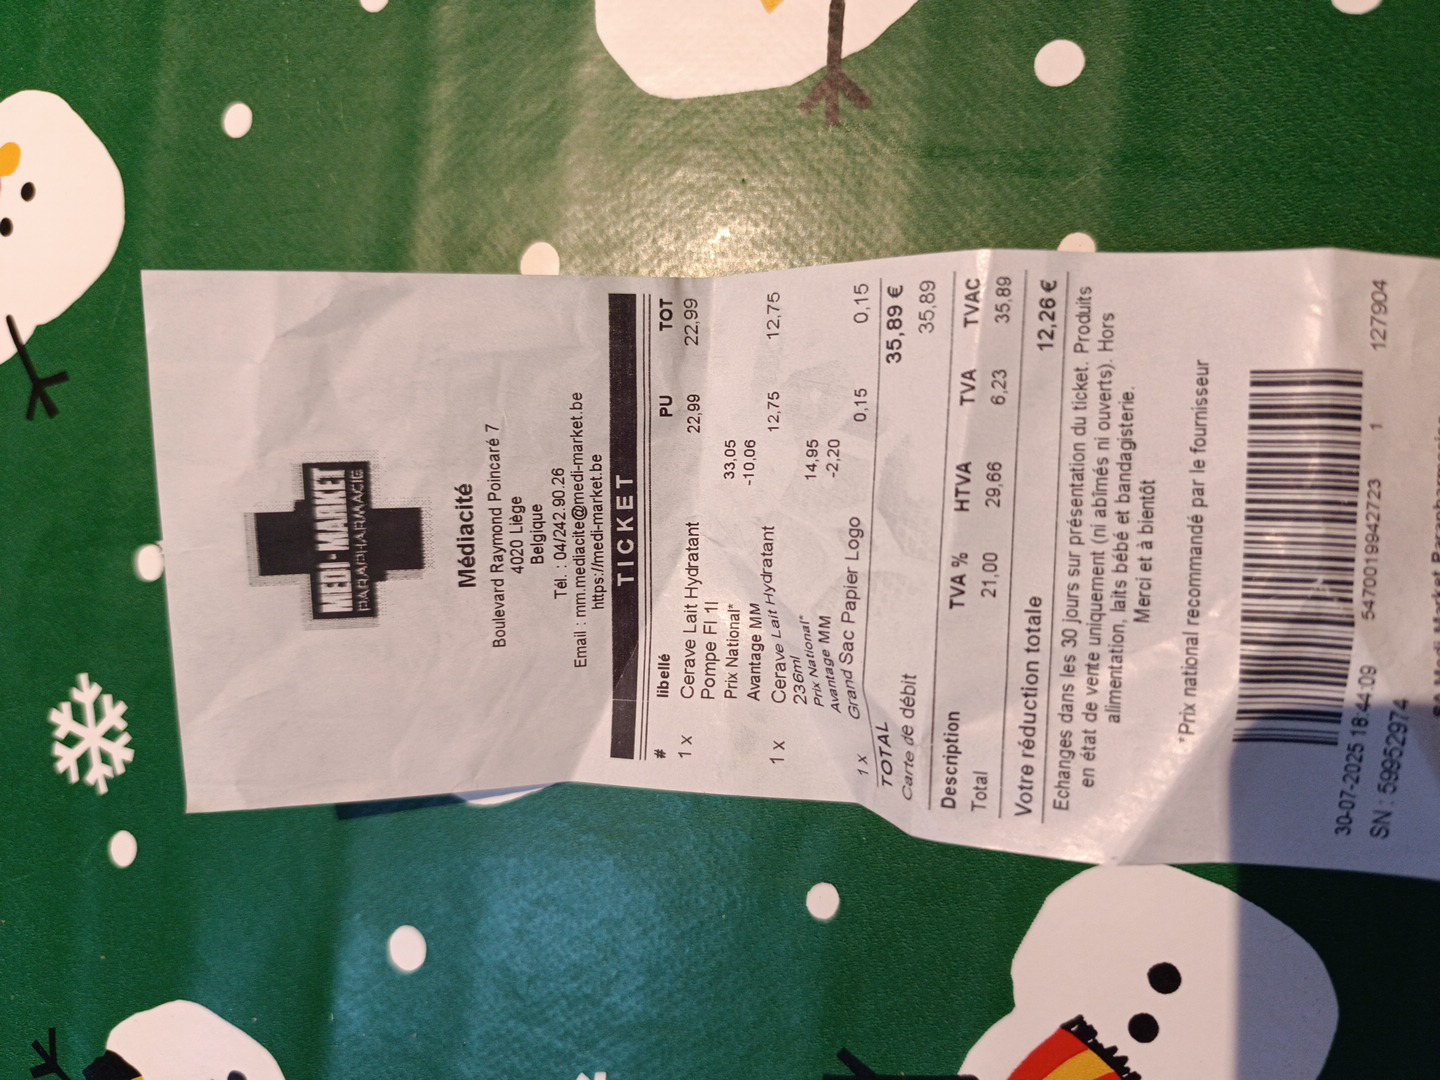 MEDI - MARKET
PARAPHARMACIE
Médiacité
Boulevard Raymond Poincaré 7
4020 Liège
Belgique
Tél. : 04/242.90.26
Email : mm.mediacite@medi-market.be
https://medi-market.be
TICKET
# libellé PU TOT
1 x Cerave Lait Hydratant 22,99 22,99
Pompe Fl 1l
Prix National* 33,05
Avantage MM -10,06
1 x Cerave Lait Hydratant 12,75 12,75
236ml
Prix National* 14,95
Avantage MM -2,20
1 x Grand Sac Papier Logo 0,15 0,15
TOTAL 35,89 €
Carte de débit 35,89
Description TVA % HTVA TVA TVAC
Total 21,00 29,66 6,23 35,89
Votre réduction totale 12,26 €
Echanges dans les 30 jours sur présentation du ticket. Produits
en état de vente uniquement (ni abîmés ni ouverts). Hors
alimentation, laits bébé et bandagisterie.
Merci et à bientôt
*Prix national recommandé par le fournisseur
30-07-2025 18:44:09 5470019942723 1 127904
SN : 59952974
SA Medi-Market Parapharmacies